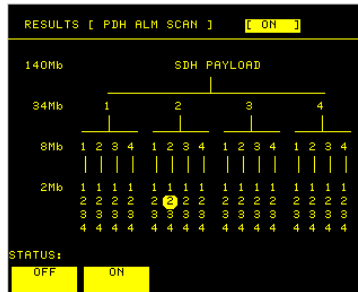 RESULTS [ PDH ALM SCAN ] [ ON ]
140Mb SDH PAYLOAD
34Mb 1 2 3 4
8Mb 1 2 3 4 1 2 3 4 1 2 3 4 1 2 3 4
2Mb 1 1 1 1 1 1 1 1 1 1 1 1 1 1 1 1
2 2 2 2 2 2 2 2 2 2 2 2 2 2 2 2
3 3 3 3 3 3 3 3 3 3 3 3 3 3 3 3
4 4 4 4 4 4 4 4 4 4 4 4 4 4 4 4
STATUS:
OFF ON